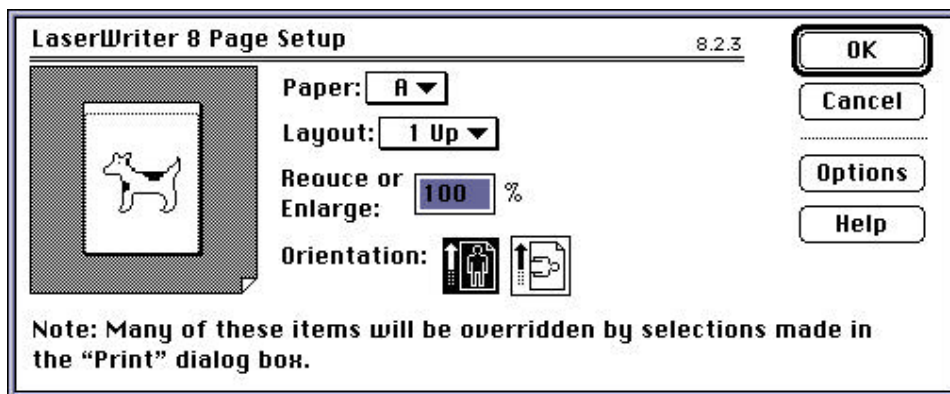 LaserWriter 8 Page Setup 8.2.3
OK
Paper: A
Cancel
Layout: 1 Up
Reduce or
Enlarge: 100 %
Options
Help
Orientation:
Note: Many of these items will be overridden by selections made in
the “Print” dialog box.